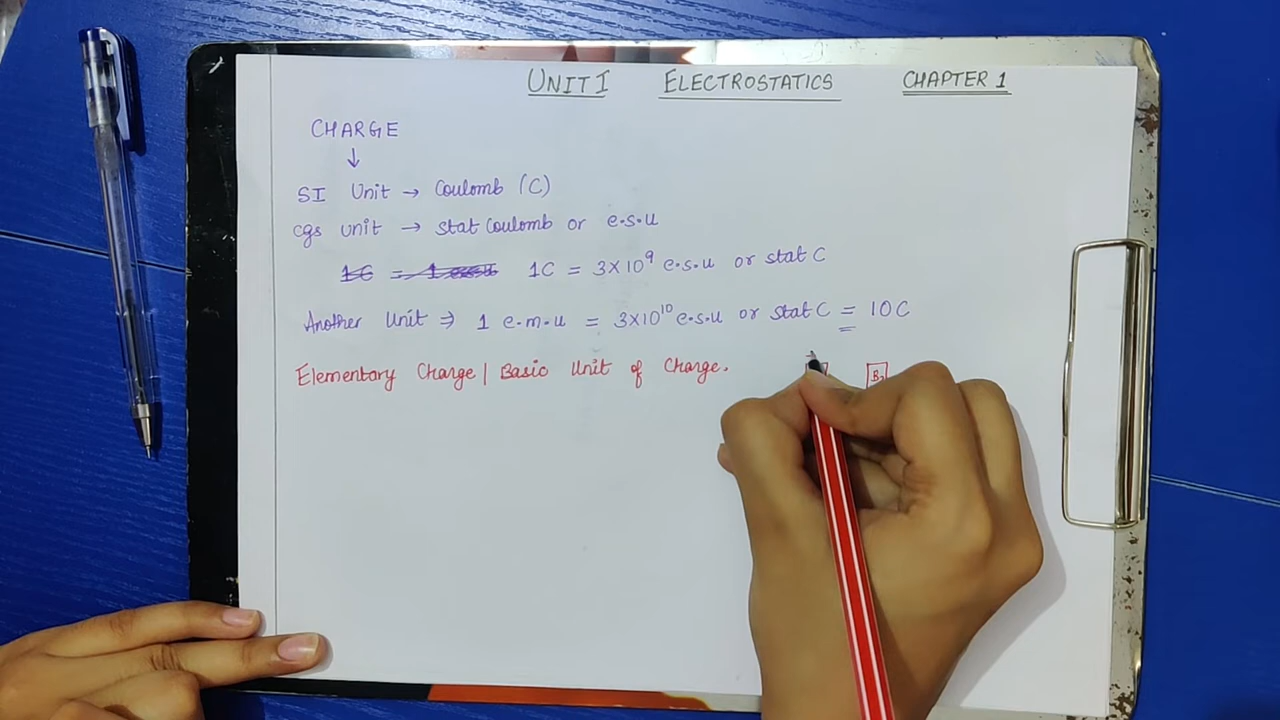 UNIT I ELECTROSTATICS CHAPTER 1
CHARGE
↓
SI Unit → Coulomb (C)
cgs unit → stat Coulomb or e.s.u
1C = 3×10⁹ e.s.u or stat C
Another Unit ⇒ 1 e.m.u = 3×10¹⁰ e.s.u or stat C = 10C
Elementary Charge | Basic Unit of Charge.